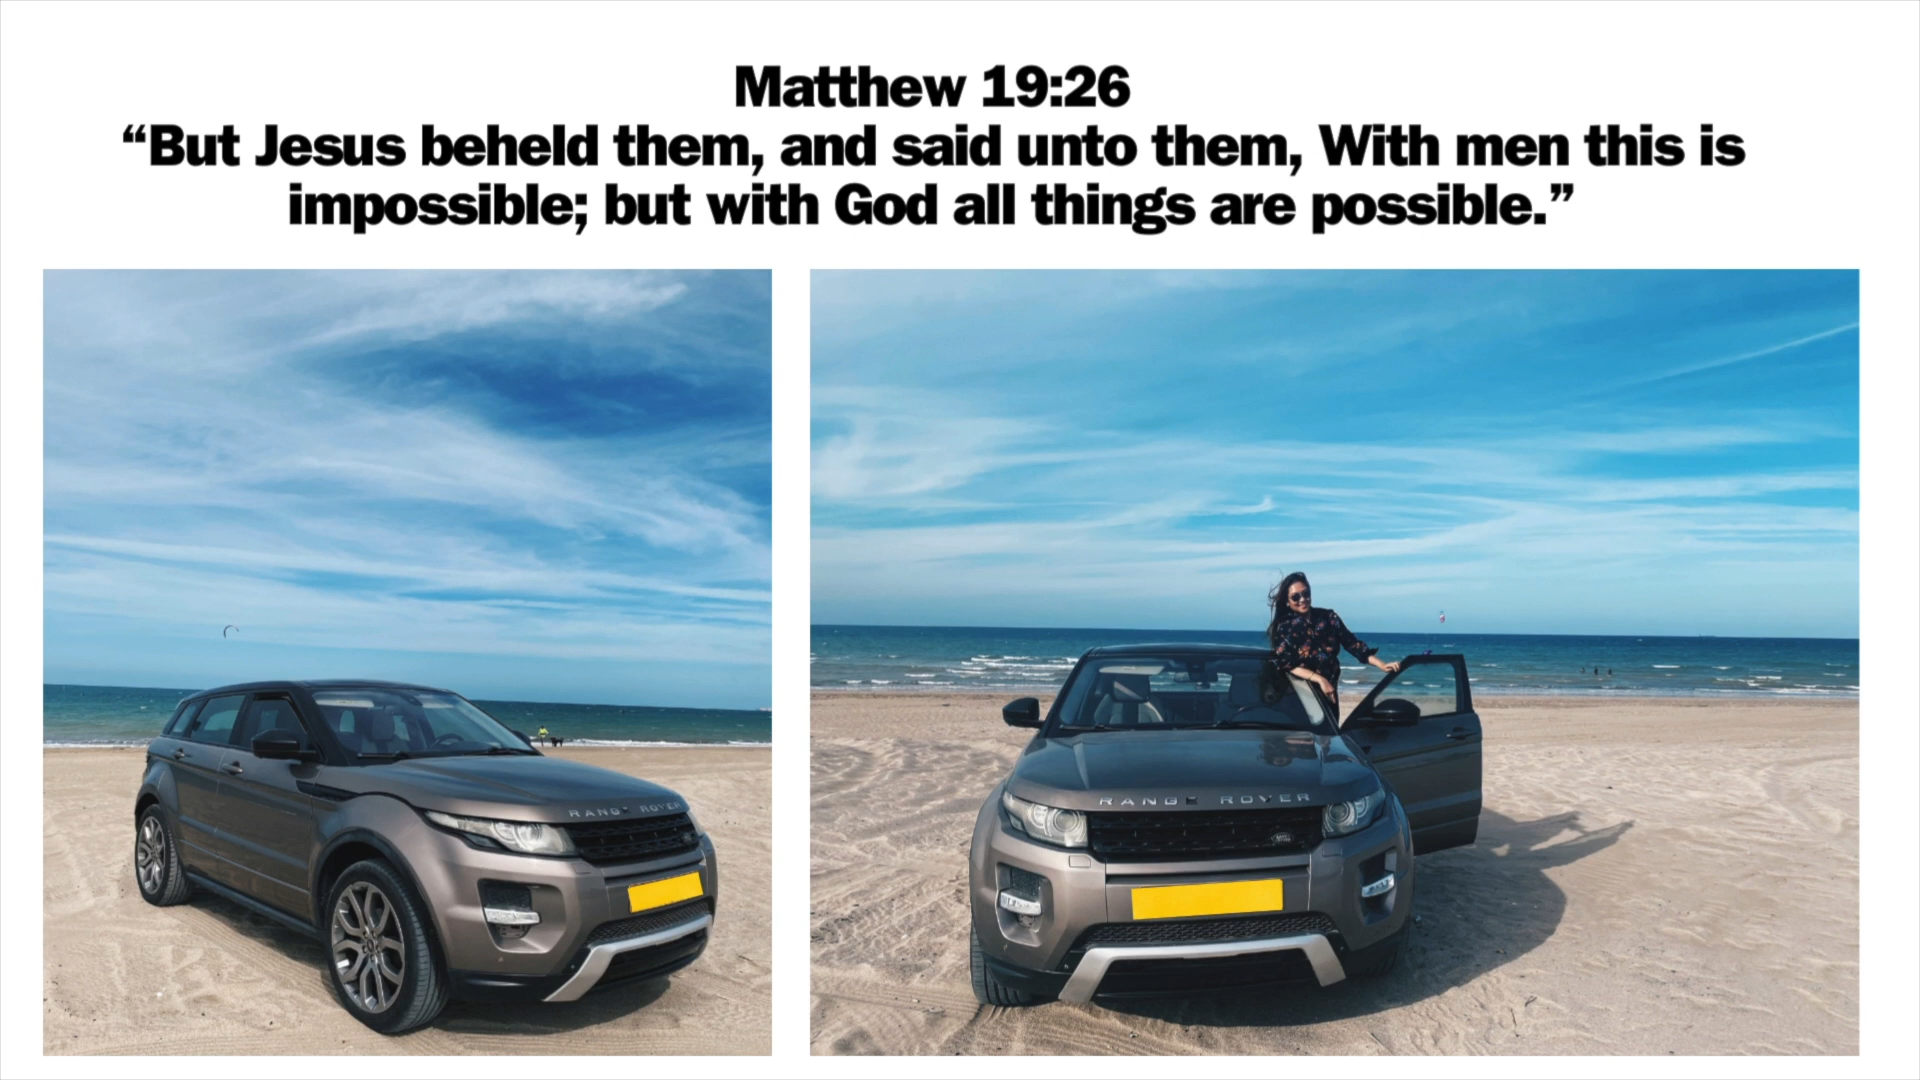 Matthew 19:26
“But Jesus beheld them, and said unto them, With men this is
impossible; but with God all things are possible.”
RANGE ROVER
RANGE ROVER